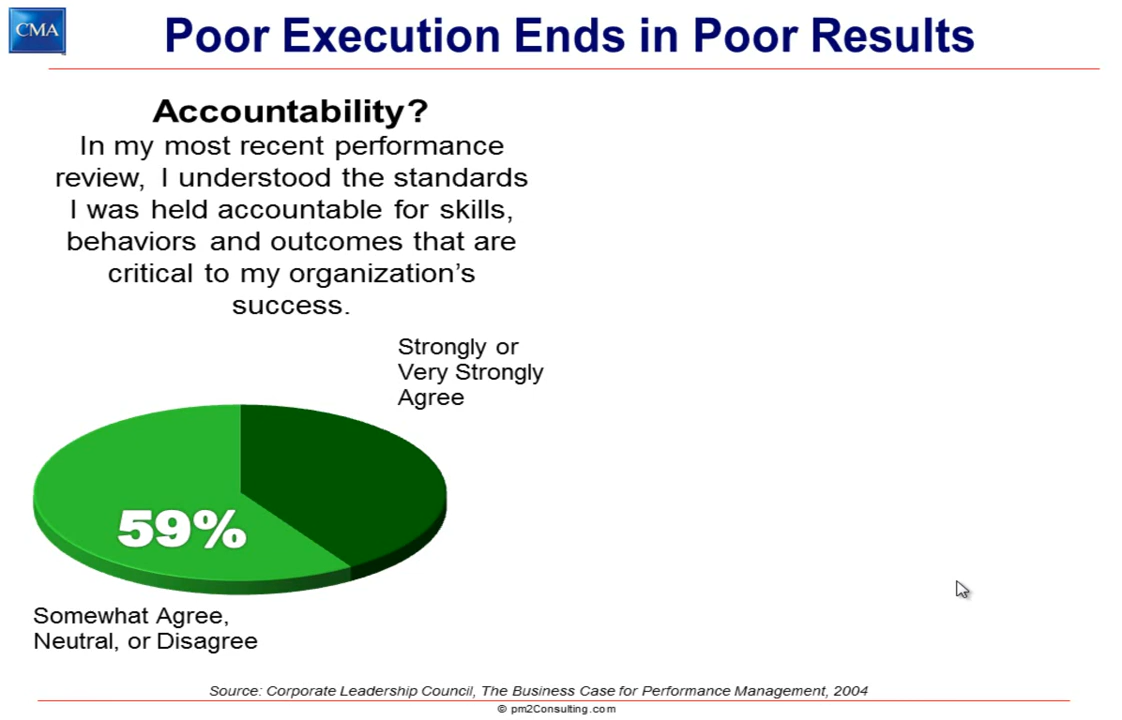 CMA
Poor Execution Ends in Poor Results
Accountability?
In my most recent performance
review, I understood the standards
I was held accountable for skills,
behaviors and outcomes that are
critical to my organization's
success.
Strongly or
Very Strongly
Agree
59%
Somewhat Agree,
Neutral, or Disagree
Source: Corporate Leadership Council, The Business Case for Performance Management, 2004
© pm2Consulting.com